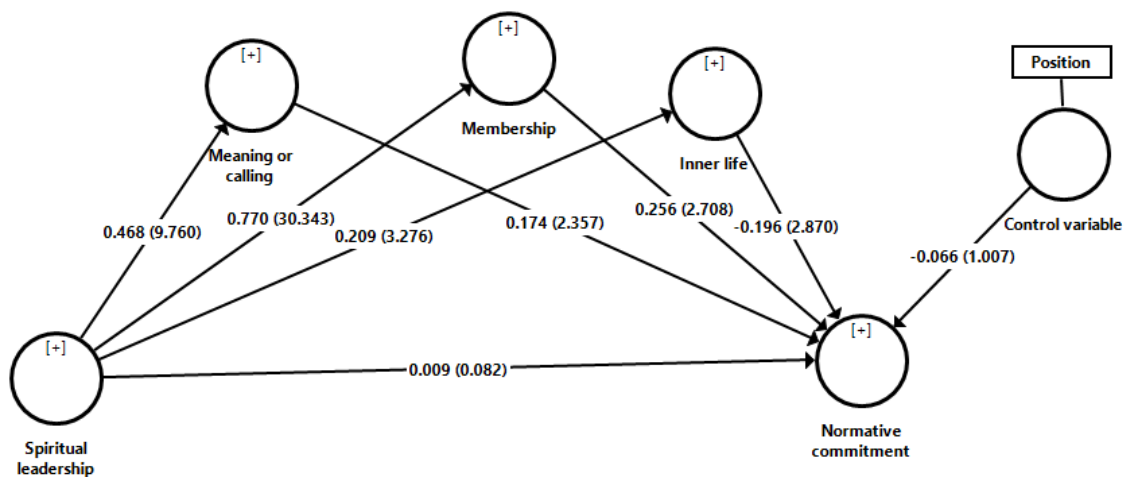 [+]
Meaning or
calling
[+]
Membership
[+]
Inner life
Position
Control variable
0.468 (9.760)
0.770 (30.343)
0.209 (3.276)
0.174 (2.357)
0.256 (2.708)
-0.196 (2.870)
-0.066 (1.007)
[+]
Spiritual
leadership
0.009 (0.082)
[+]
Normative
commitment